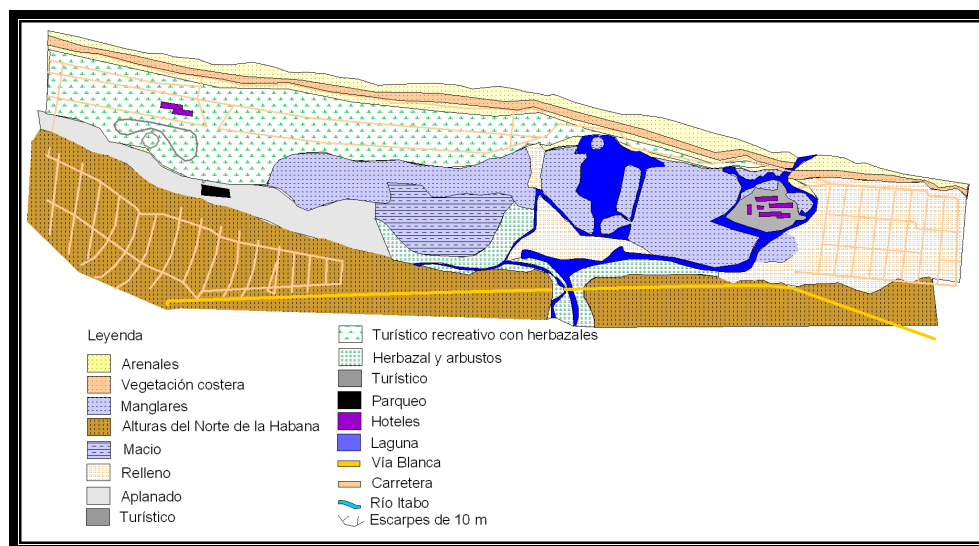 Leyenda
Arenales
Vegetación costera
Manglares
Alturas del Norte de la Habana
Macio
Relleno
Aplanado
Turístico
Turístico recreativo con herbazales
Herbazal y arbustos
Turístico
Parqueo
Hoteles
Laguna
Vía Blanca
Carretera
Río Itabo
Escarpes de 10 m